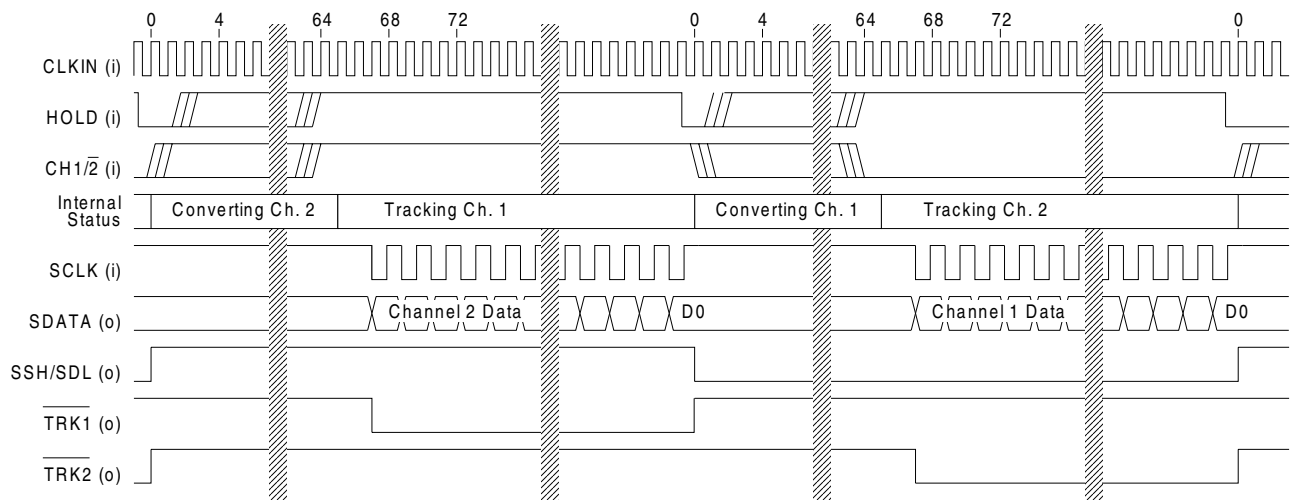 0 4 64 68 72 0 4 64 68 72 0
CLKIN (i)
HOLD (i)
CH1/2̅ (i)
Internal Status Converting Ch. 2 Tracking Ch. 1 Converting Ch. 1 Tracking Ch. 2
SCLK (i)
SDATA (o) Channel 2 Data D0 Channel 1 Data D0
SSH/SDL (o)
T̅R̅K̅1̅ (o)
T̅R̅K̅2̅ (o)